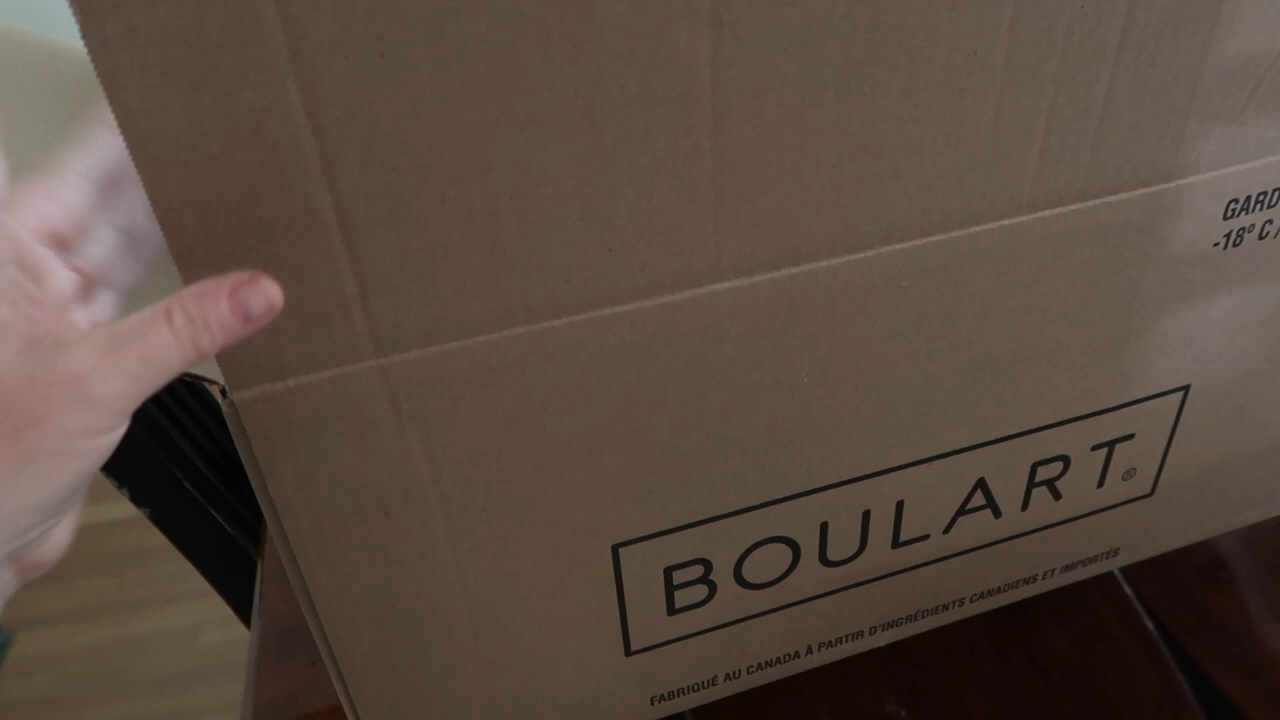 GARD
-18° C /
BOULART®
FABRIQUÉ AU CANADA À PARTIR D'INGRÉDIENTS CANADIENS ET IMPORTÉS